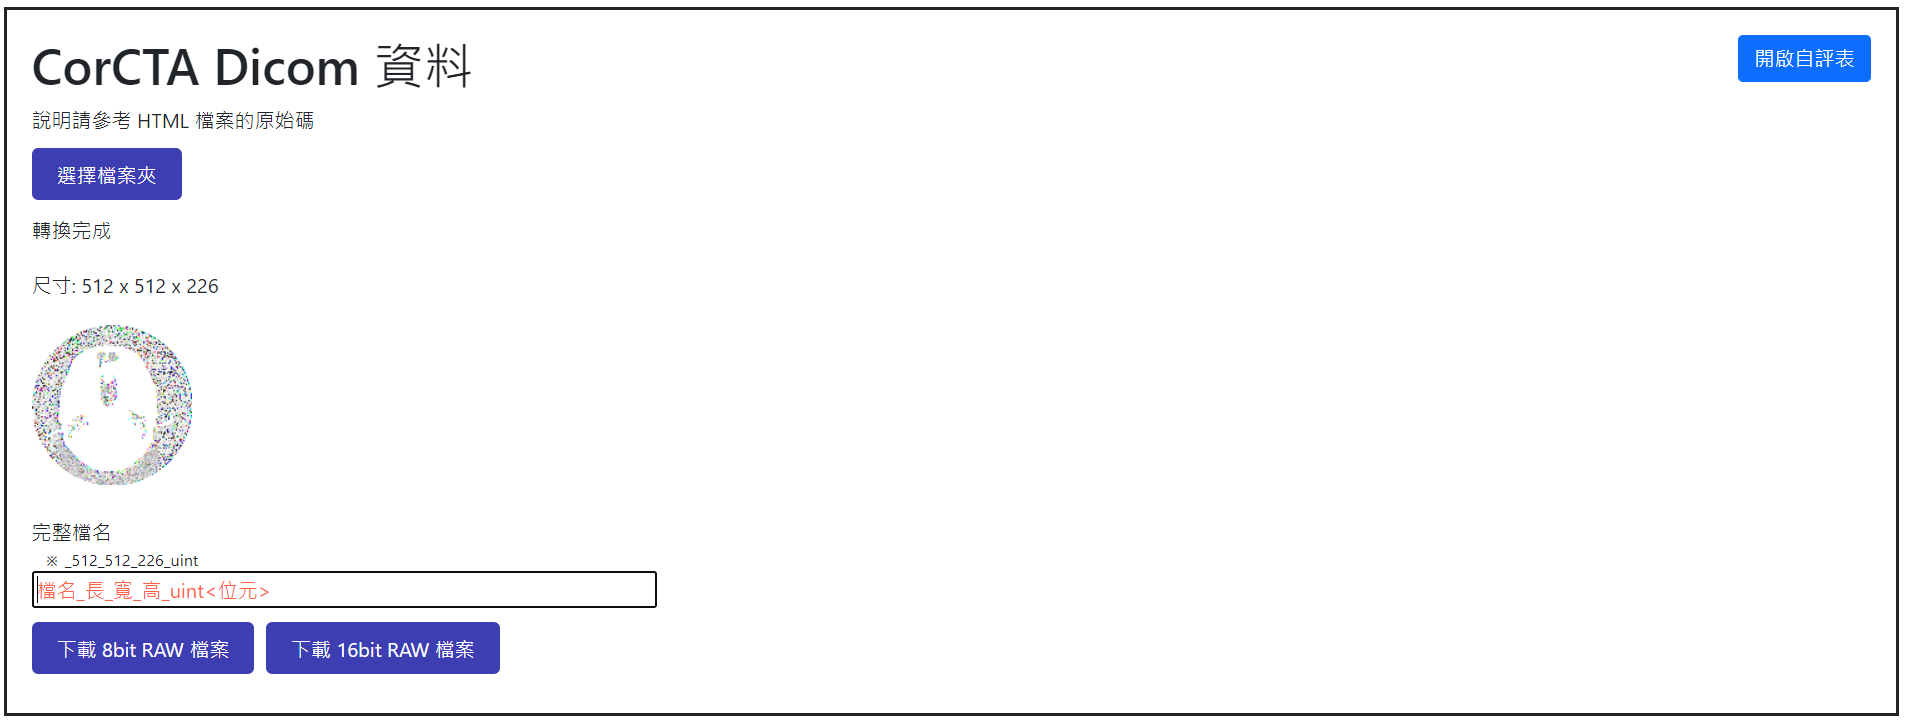 CorCTA Dicom 資料
開啟自評表
說明請參考 HTML 檔案的原始碼
選擇檔案夾
轉換完成
尺寸: 512 x 512 x 226
完整檔名
※ _512_512_226_uint
檔名_長_寬_高_uint<位元>
下載 8bit RAW 檔案
下載 16bit RAW 檔案